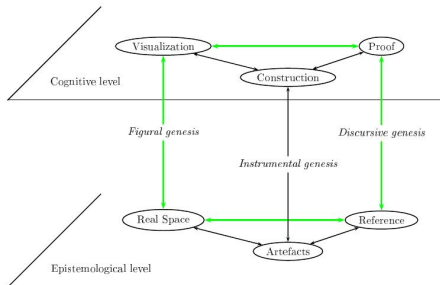 Visualization
Proof
Construction
Cognitive level
Figural genesis
Discursive genesis
Instrumental genesis
Real Space
Reference
Artefacts
Epistemological level